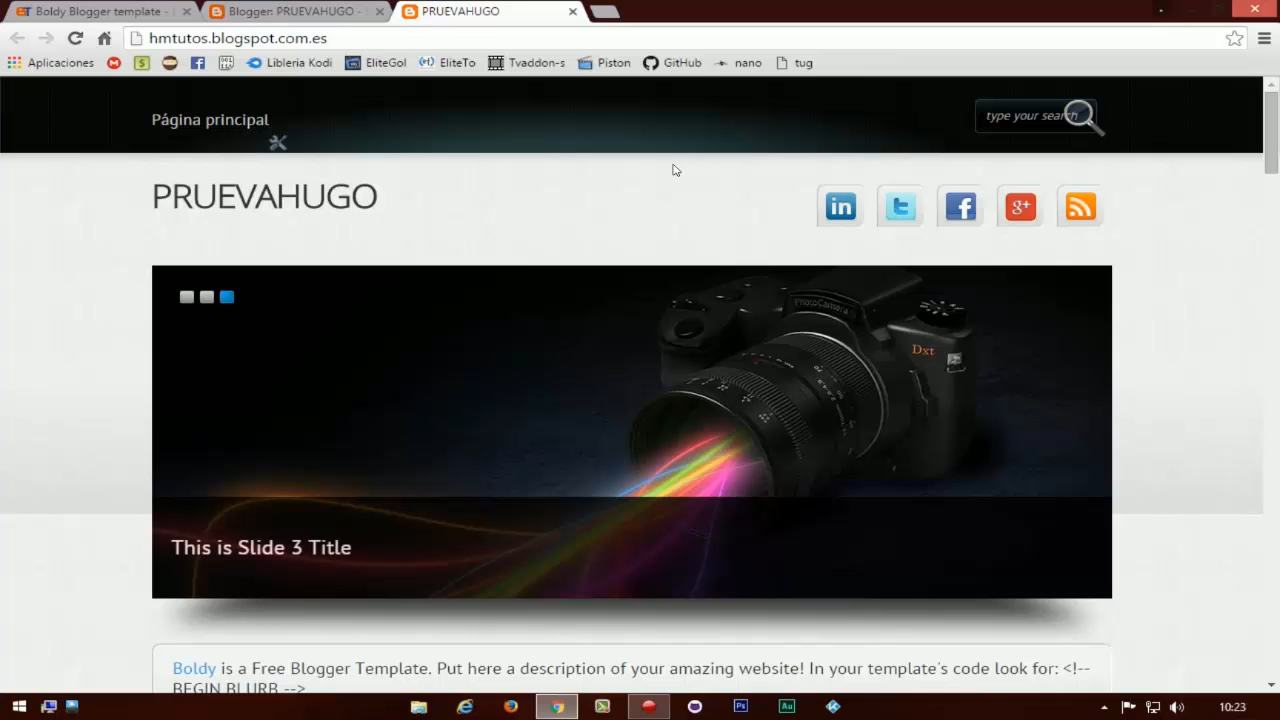 Boldy Blogger template -
Blogger: PRUEVAHUGO -
PRUEVAHUGO
hmtutos.blogspot.com.es
Aplicaciones
Libleria Kodi
EliteGol
EliteTo
Tvaddon-s
Piston
GitHub
nano
tug
Página principal
type your search
PRUEVAHUGO
PhotoCamera
Dxt
This is Slide 3 Title
Boldy is a Free Blogger Template. Put here a description of your amazing website! In your template's code look for: <!--
BEGIN BLURB -->
10:23